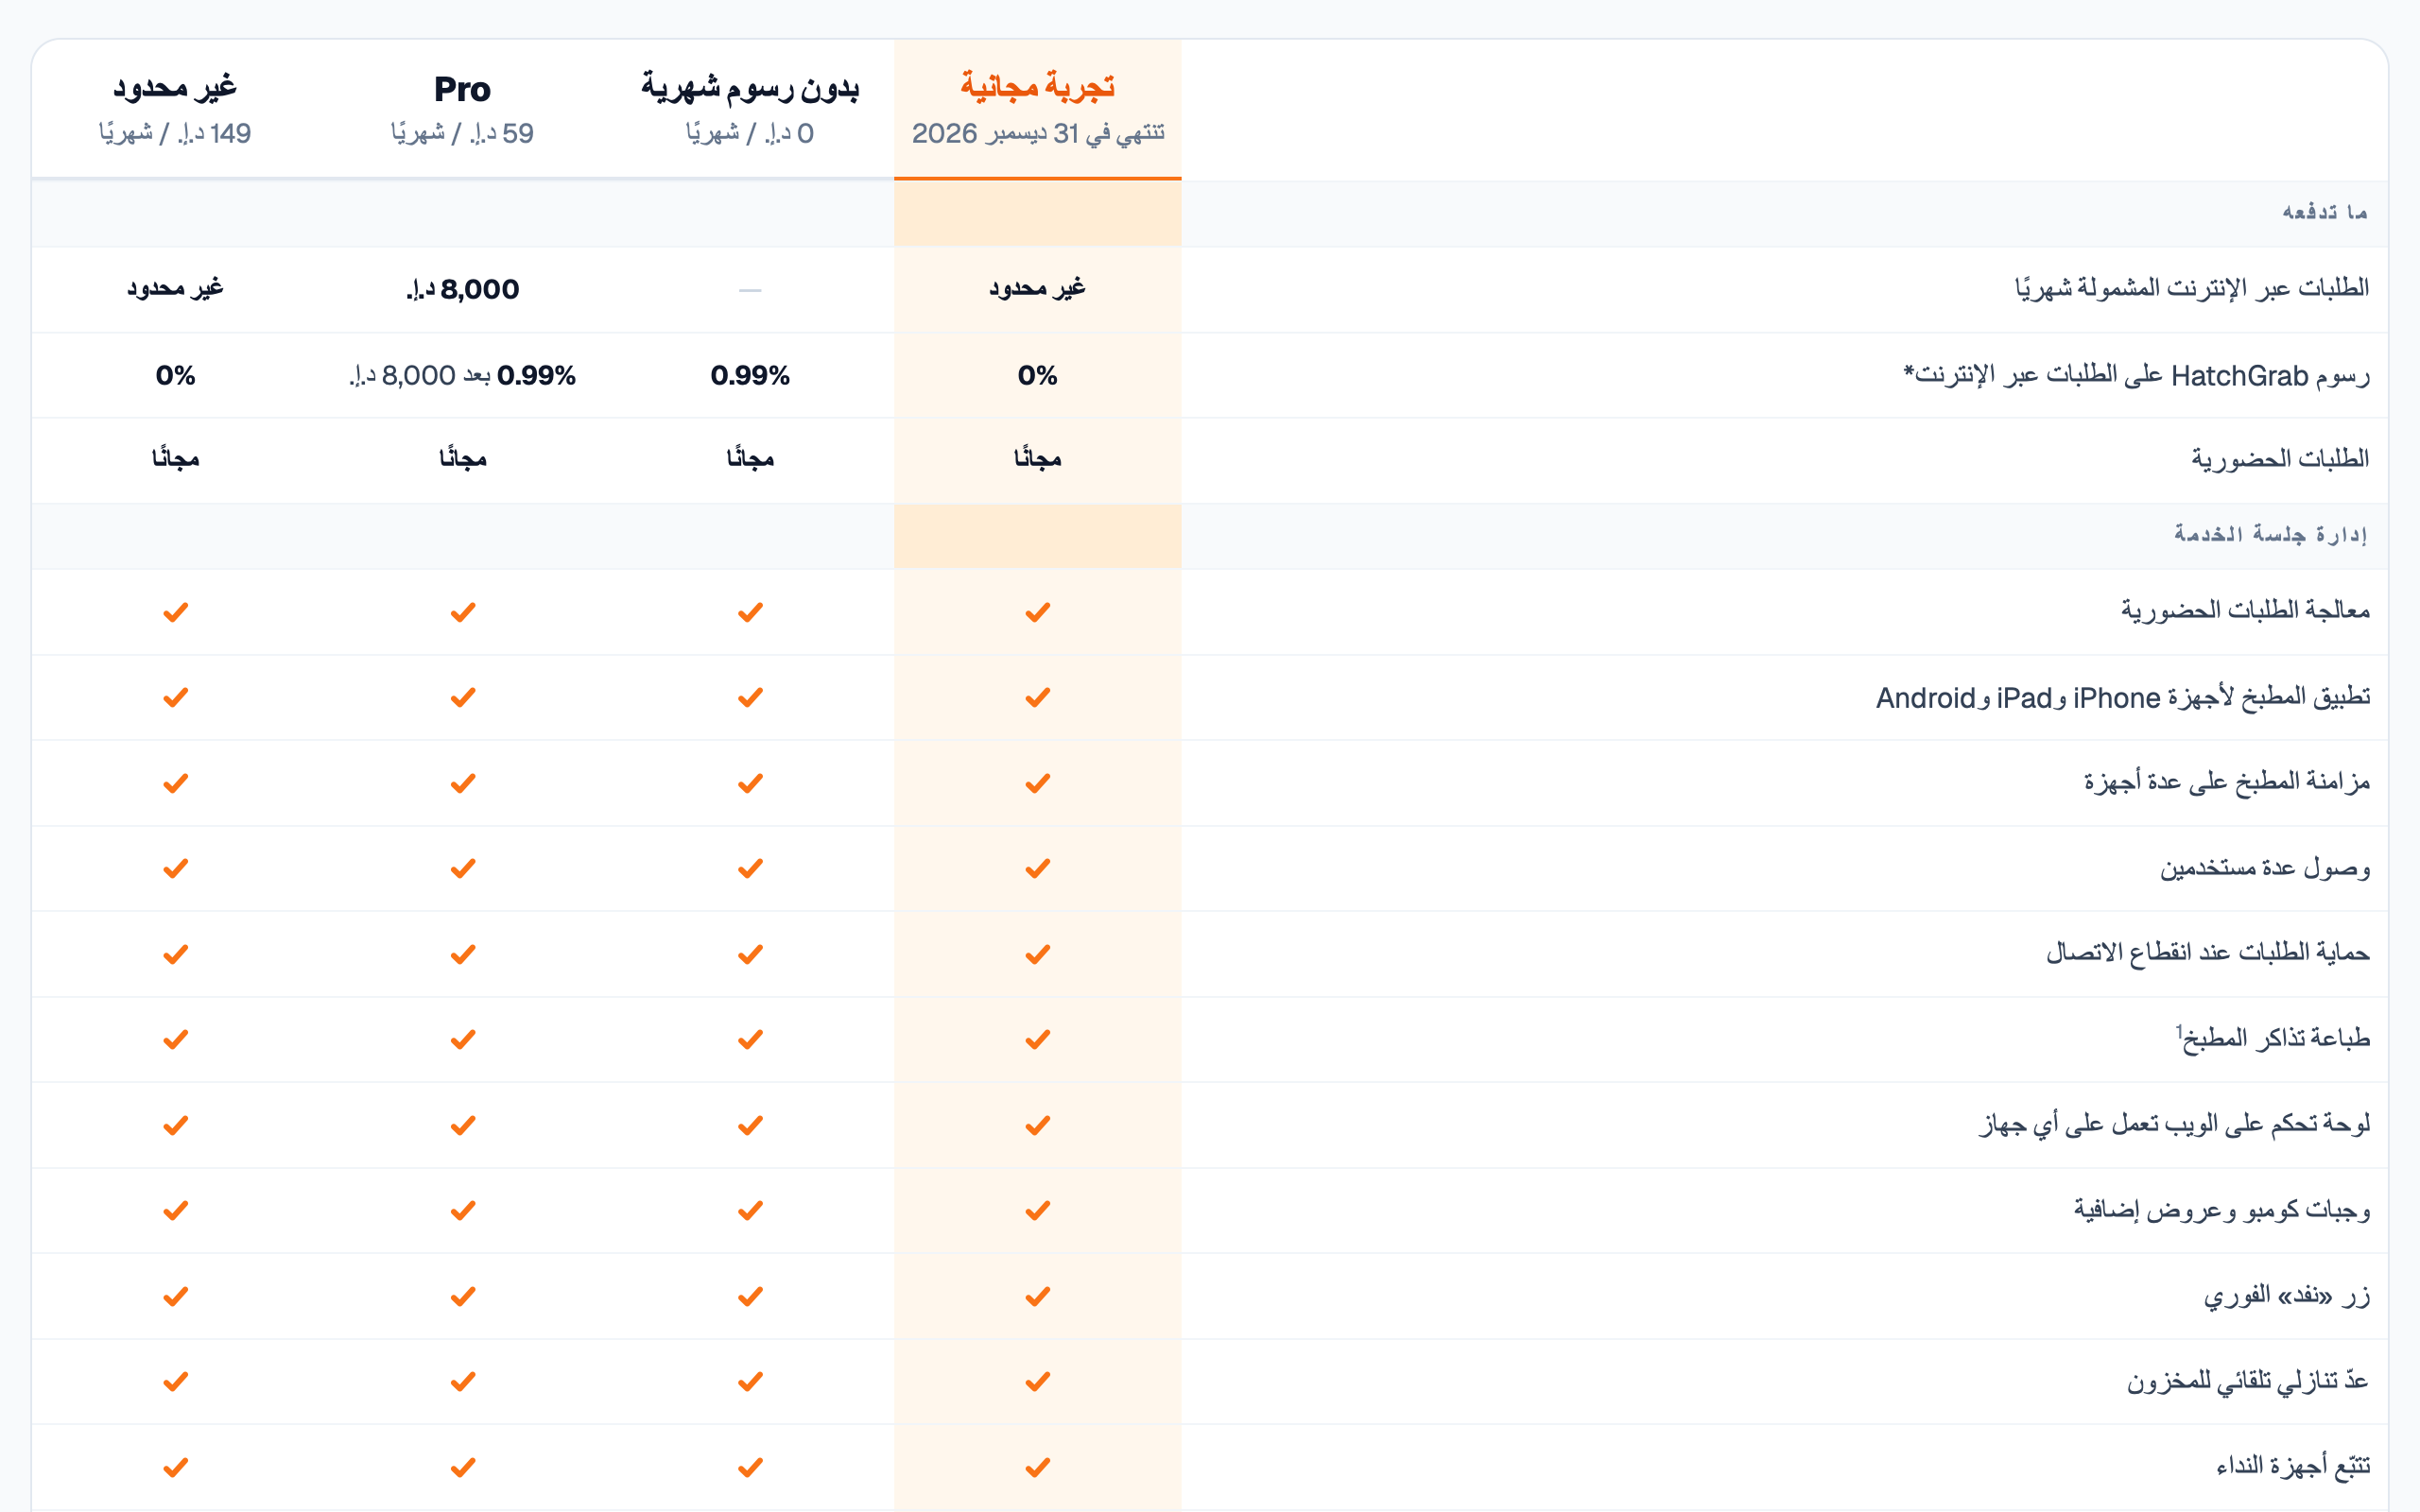 تجربة مجانية
تنتهي في 31 ديسمبر 2026
بدون رسوم شهرية
0 د.إ. / شهريًا
Pro
59 د.إ. / شهريًا
غير محدود
149 د.إ. / شهريًا
ما تدفعه
الطلبات عبر الإنترنت المشمولة شهريًا غير محدود — 8,000 د.إ. غير محدود
رسوم HatchGrab على الطلبات عبر الإنترنت* 0% 0.99% 0.99% بعد 8,000 د.إ. 0%
الطلبات الحضورية مجانًا مجانًا مجانًا مجانًا
إدارة جلسة الخدمة
معالجة الطلبات الحضورية
تطبيق المطبخ لأجهزة iPhone وiPad وAndroid
مزامنة المطبخ على عدة أجهزة
وصول عدة مستخدمين
حماية الطلبات عند انقطاع الاتصال
طباعة تذاكر المطبخ¹
لوحة تحكم على الويب تعمل على أي جهاز
وجبات كومبو وعروض إضافية
زر «نفد» الفوري
عدّ تنازلي تلقائي للمخزون
تتبّع أجهزة النداء